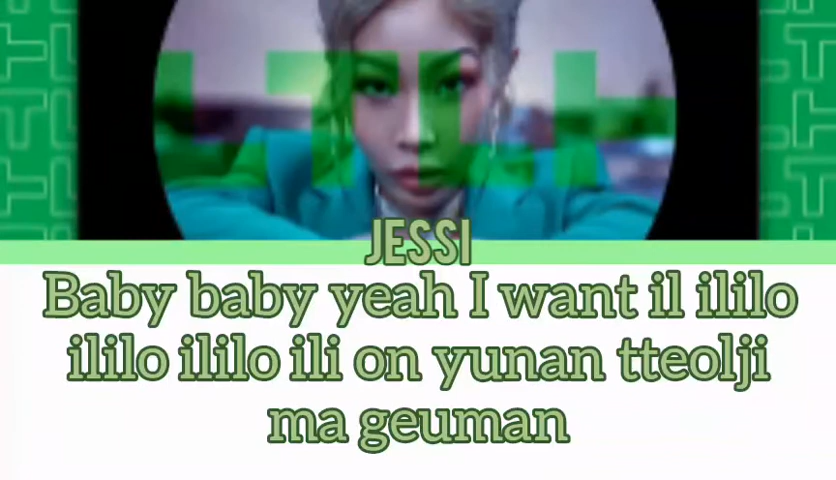 JESSI
Baby baby yeah I want il ililo
ililo ililo ili on yunan tteolji
ma geuman